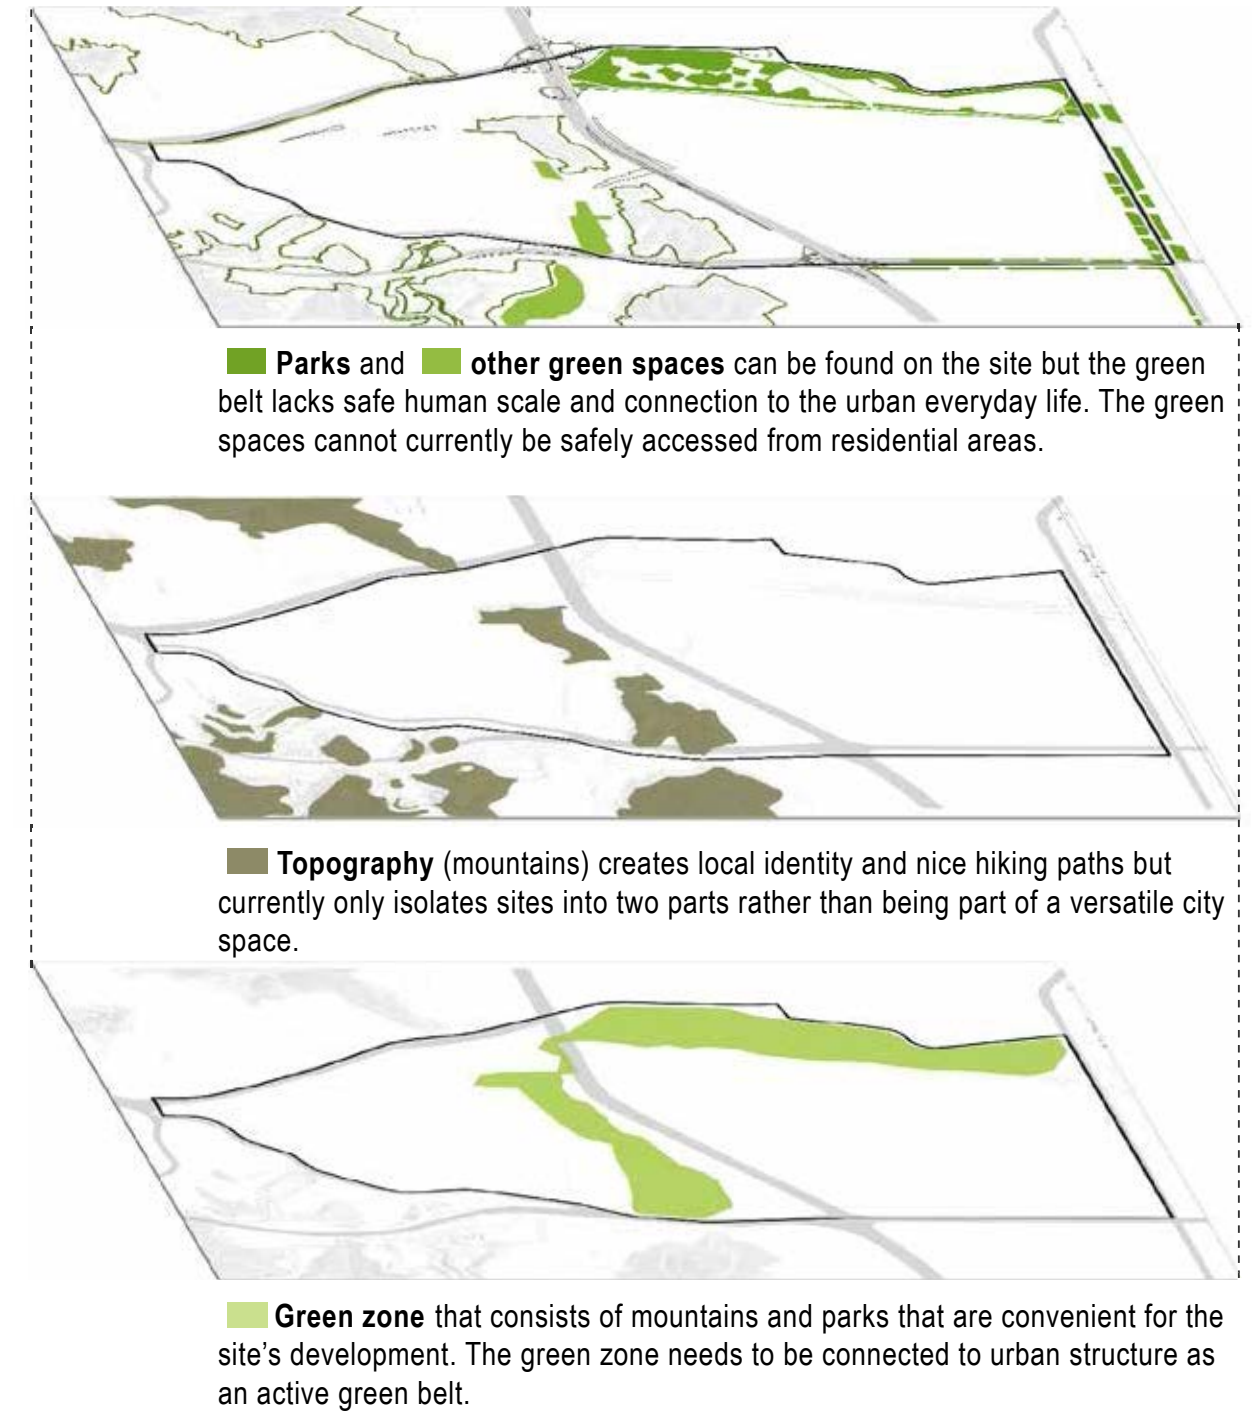 Parks and other green spaces can be found on the site but the green
belt lacks safe human scale and connection to the urban everyday life. The green
spaces cannot currently be safely accessed from residential areas.
Topography (mountains) creates local identity and nice hiking paths but
currently only isolates sites into two parts rather than being part of a versatile city
space.
Green zone that consists of mountains and parks that are convenient for the
site's development. The green zone needs to be connected to urban structure as
an active green belt.